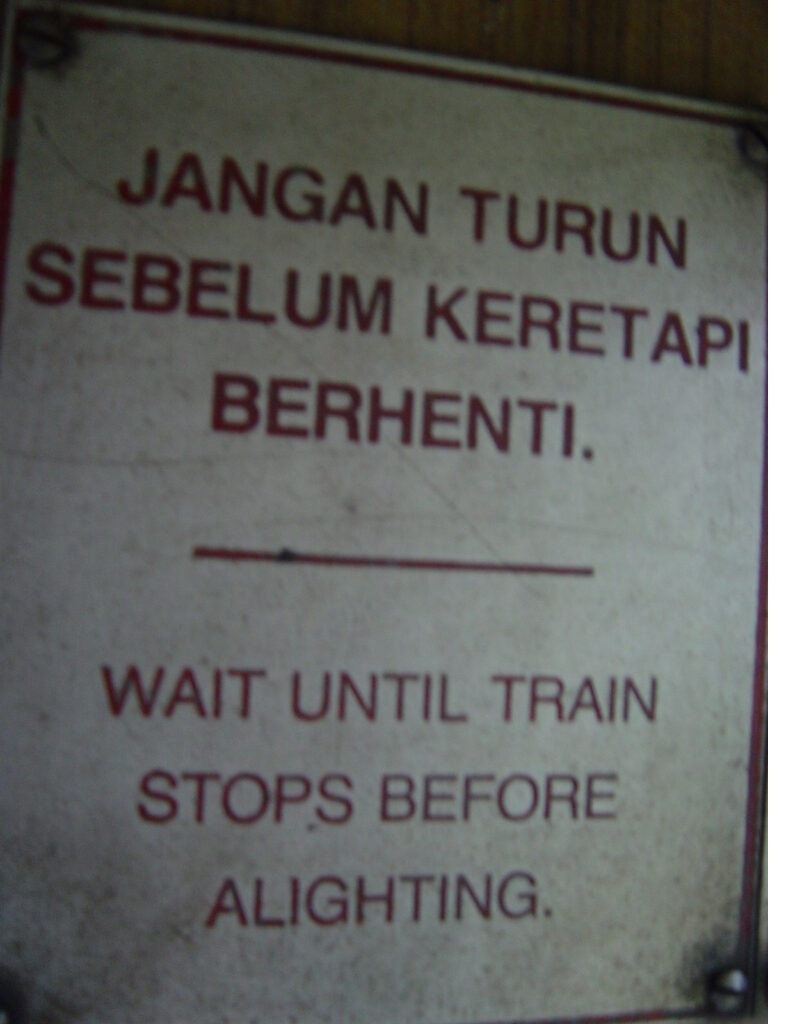 JANGAN TURUN
SEBELUM KERETAPI
BERHENTI.
WAIT UNTIL TRAIN
STOPS BEFORE
ALIGHTING.